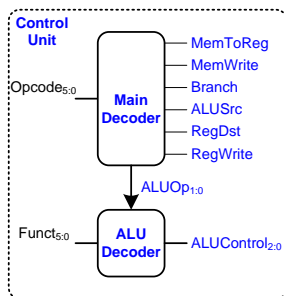 Control
Unit
MemToReg
MemWrite
Opcode5:0
Main
Decoder
Branch
ALUSrc
RegDst
RegWrite
ALUOp1:0
Funct5:0
ALU
Decoder
ALUControl2:0